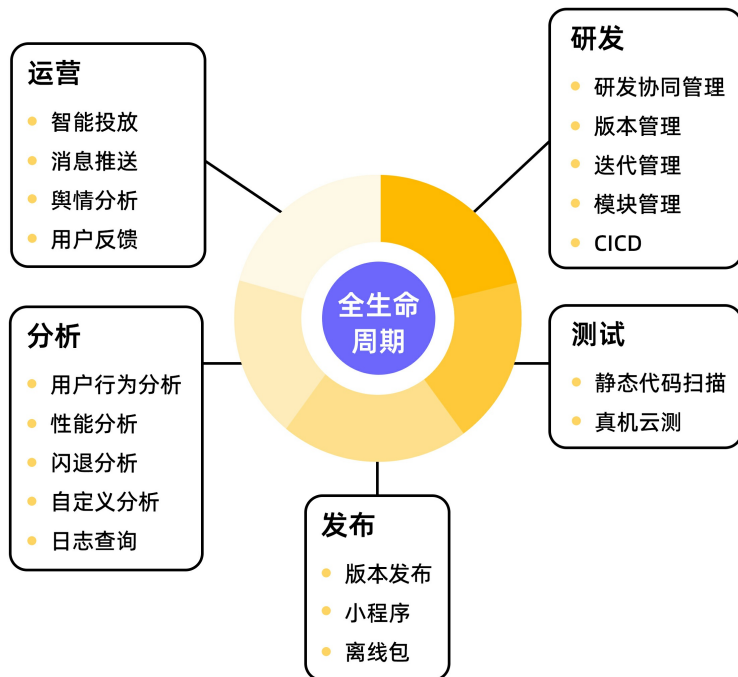 运营
智能投放
消息推送
舆情分析
用户反馈
研发
研发协同管理
版本管理
迭代管理
模块管理
CICD
全生命
周期
分析
用户行为分析
性能分析
闪退分析
自定义分析
日志查询
测试
静态代码扫描
真机云测
发布
版本发布
小程序
离线包